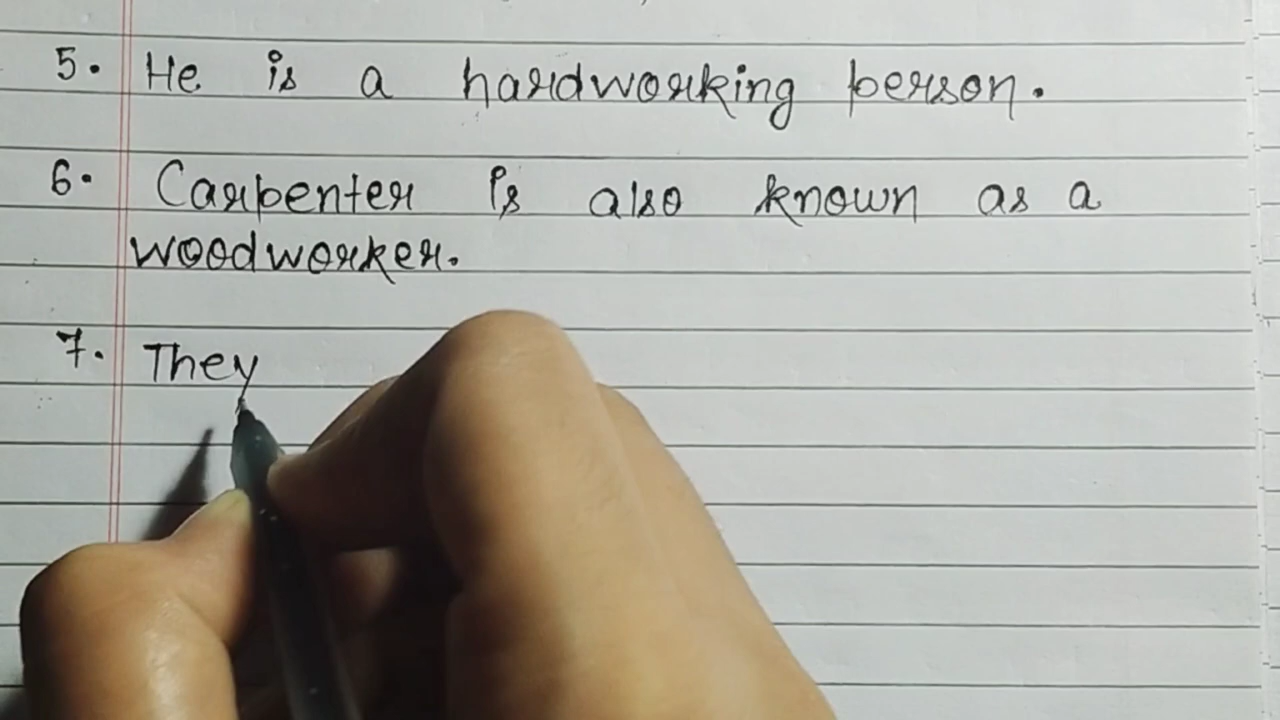 5. He is a hardworking person.
6. Carpenter is also known as a
woodworker.
7. They